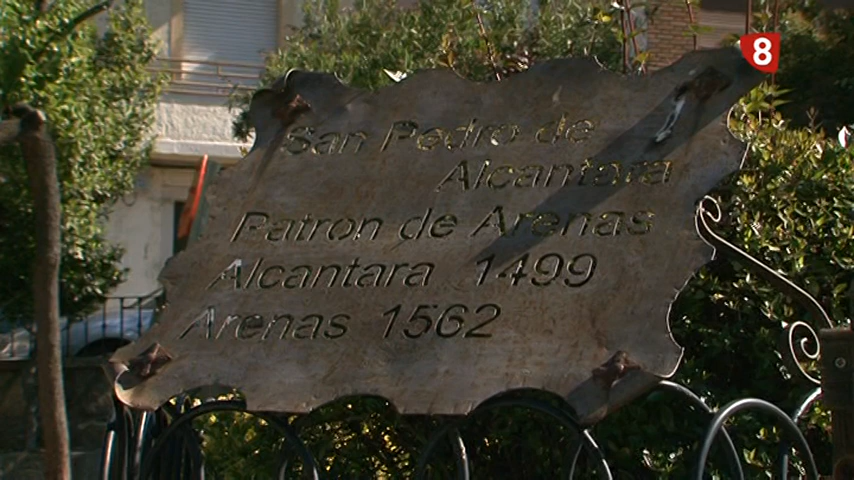 8
San Pedro de
Alcantara
Patron de Arenas
Alcantara 1499
Arenas 1562